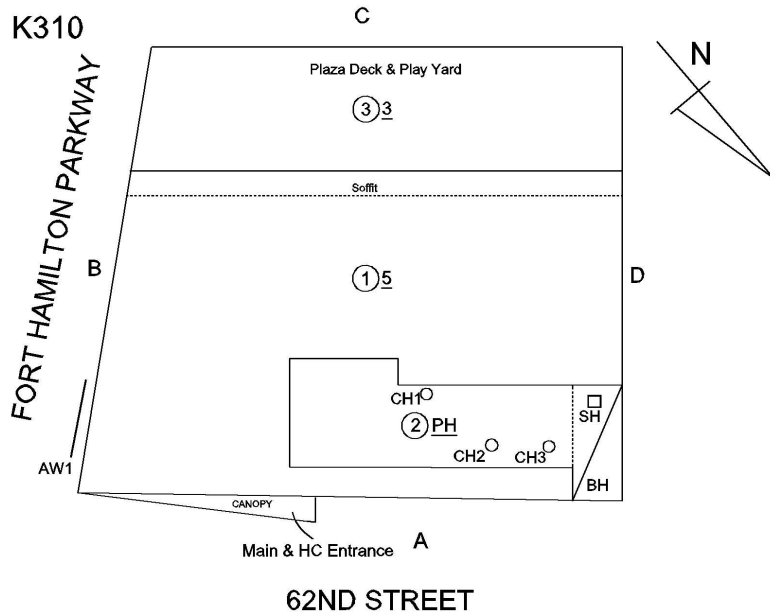 K310
C
N
Plaza Deck & Play Yard
3 3
Soffit
FORT HAMILTON PARKWAY
B
1 5
D
CH1
2 PH
SH
CH2
CH3
AW1
BH
CANOPY
A
Main & HC Entrance
62ND STREET